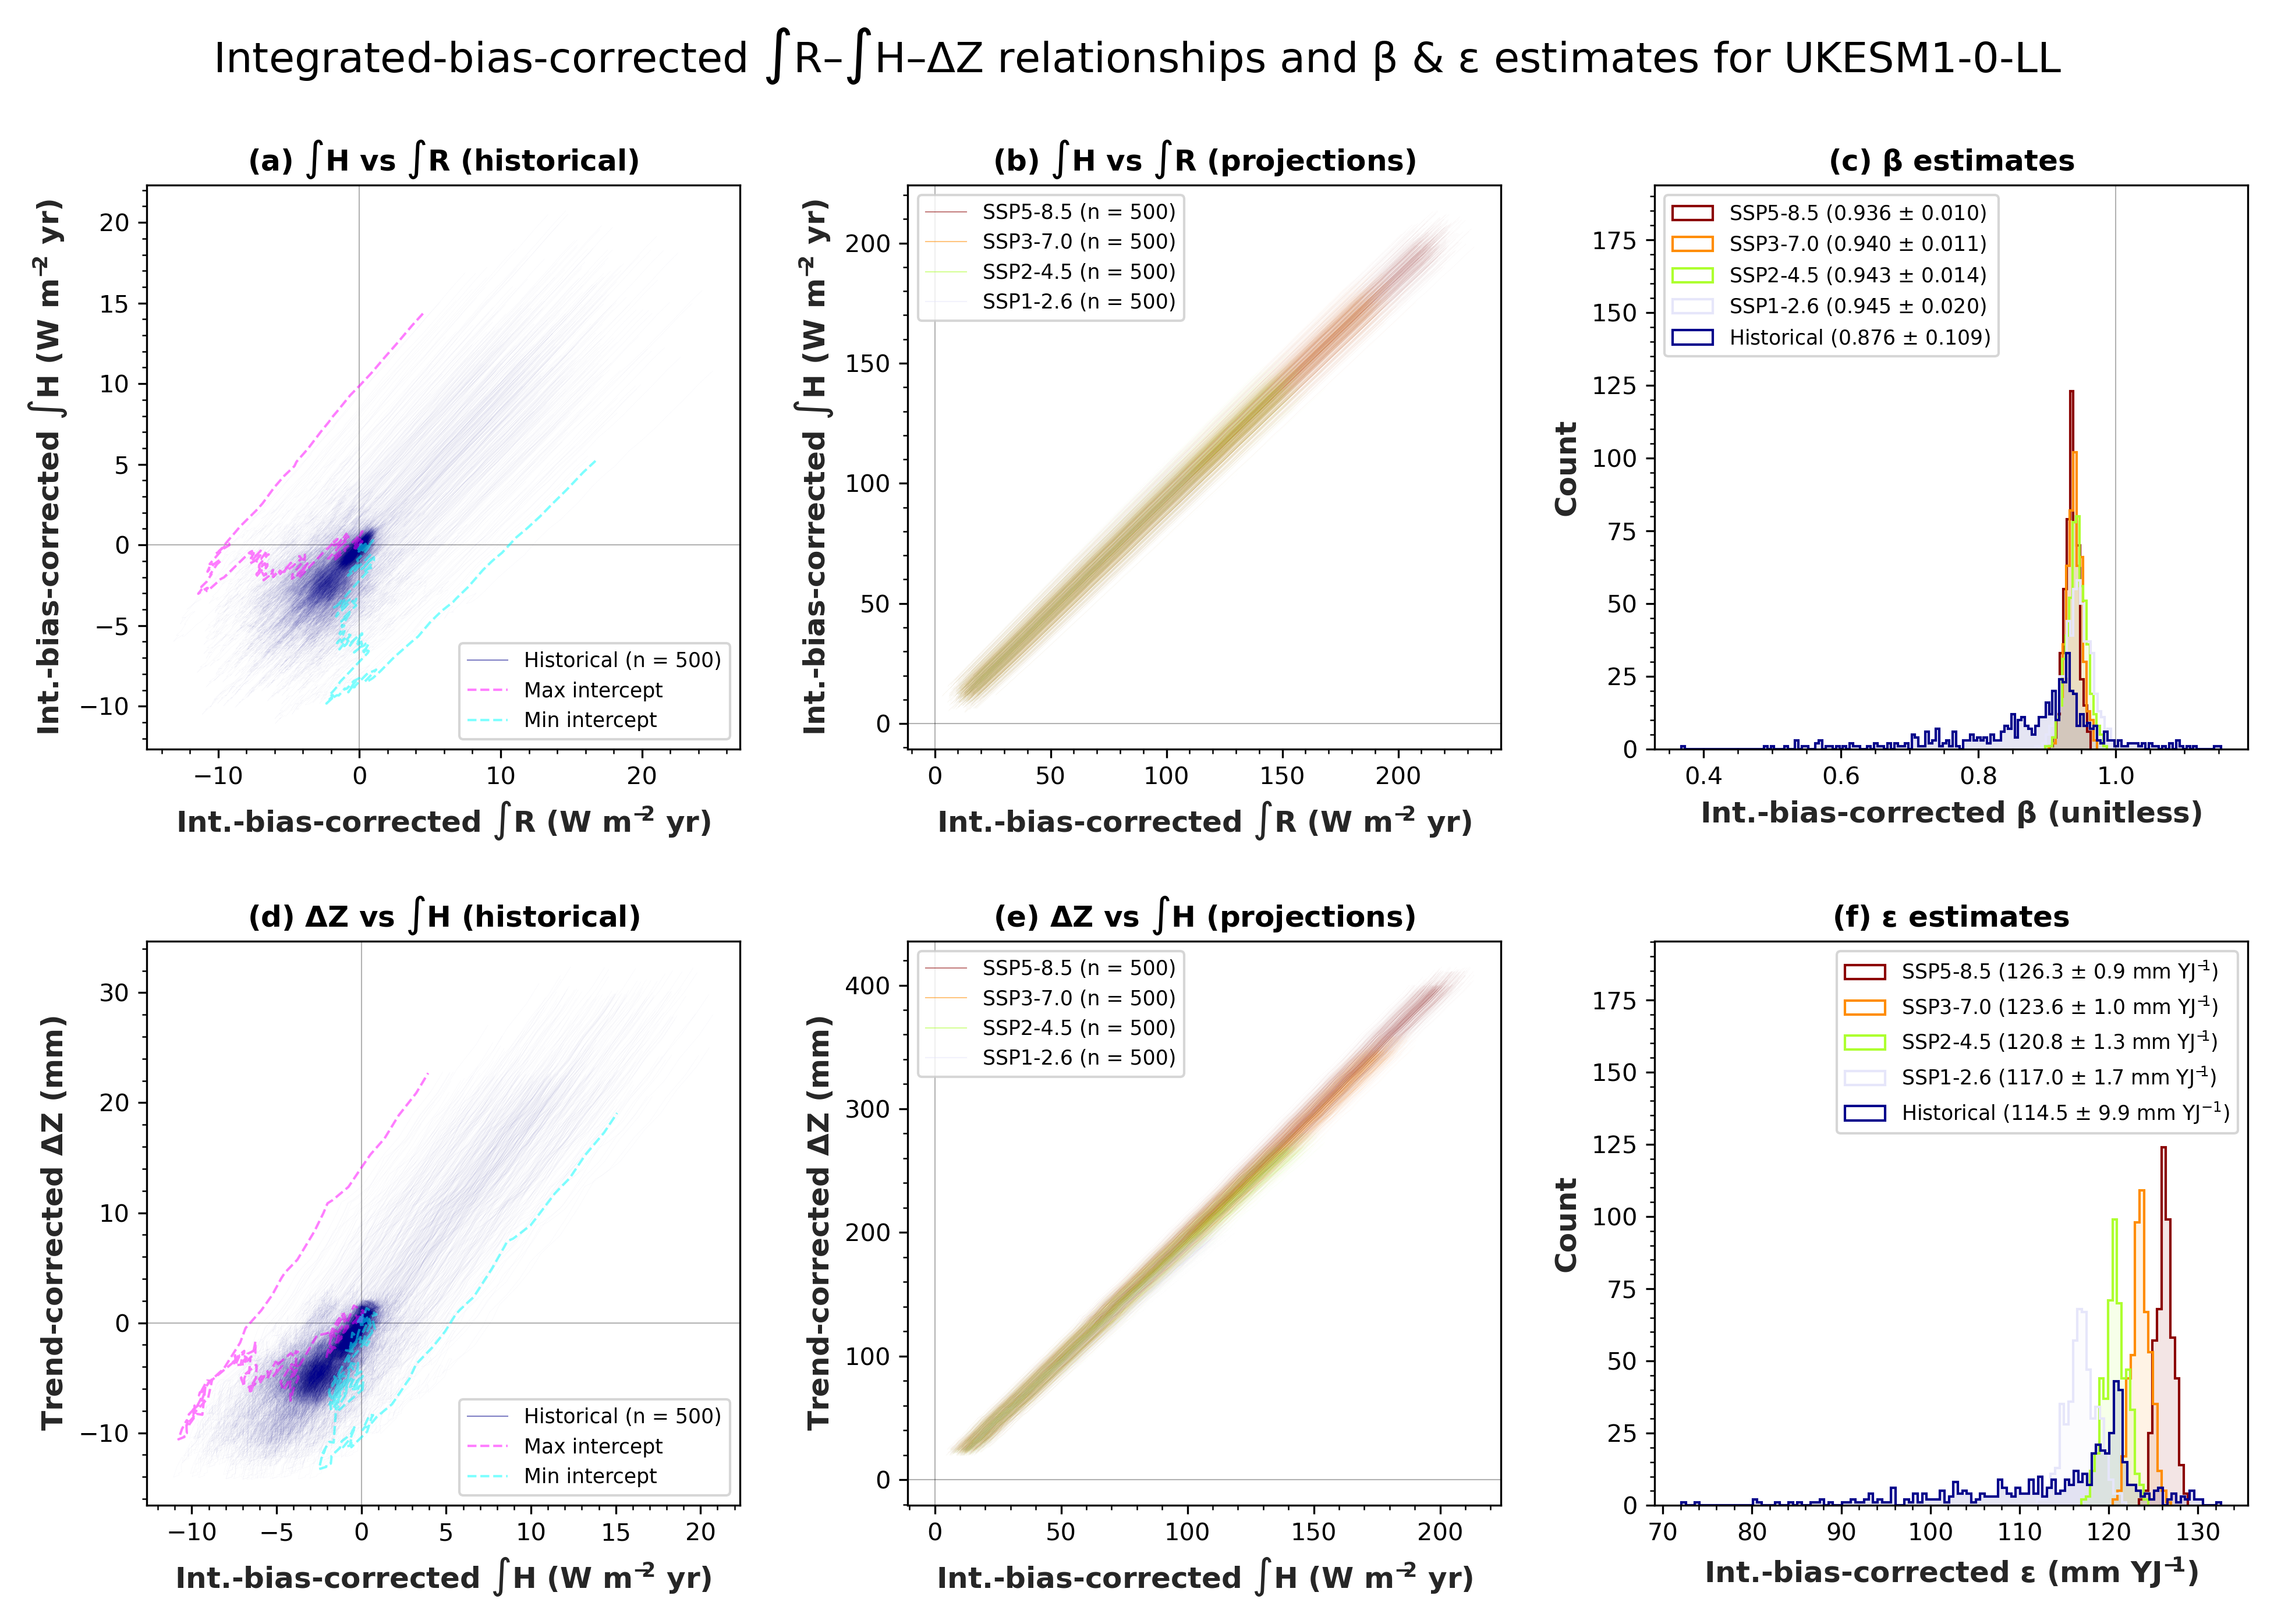 Integrated-bias-corrected ∫R–∫H–ΔZ relationships and β & ε estimates for UKESM1-0-LL
(a) ∫H vs ∫R (historical)
Int.-bias-corrected ∫H (W m⁻² yr)
20
15
10
5
0
−5
−10
Historical (n = 500)
Max intercept
Min intercept
−10 0 10 20
Int.-bias-corrected ∫R (W m⁻² yr)
(b) ∫H vs ∫R (projections)
Int.-bias-corrected ∫H (W m⁻² yr)
200
150
100
50
0
SSP5-8.5 (n = 500)
SSP3-7.0 (n = 500)
SSP2-4.5 (n = 500)
SSP1-2.6 (n = 500)
0 50 100 150 200
Int.-bias-corrected ∫R (W m⁻² yr)
(c) β estimates
Count
175
150
125
100
75
50
25
0
SSP5-8.5 (0.936 ± 0.010)
SSP3-7.0 (0.940 ± 0.011)
SSP2-4.5 (0.943 ± 0.014)
SSP1-2.6 (0.945 ± 0.020)
Historical (0.876 ± 0.109)
0.4 0.6 0.8 1.0
Int.-bias-corrected β (unitless)
(d) ΔZ vs ∫H (historical)
Trend-corrected ΔZ (mm)
30
20
10
0
−10
Historical (n = 500)
Max intercept
Min intercept
−10 −5 0 5 10 15 20
Int.-bias-corrected ∫H (W m⁻² yr)
(e) ΔZ vs ∫H (projections)
Trend-corrected ΔZ (mm)
400
300
200
100
0
SSP5-8.5 (n = 500)
SSP3-7.0 (n = 500)
SSP2-4.5 (n = 500)
SSP1-2.6 (n = 500)
0 50 100 150 200
Int.-bias-corrected ∫H (W m⁻² yr)
(f) ε estimates
Count
175
150
125
100
75
50
25
0
SSP5-8.5 (126.3 ± 0.9 mm YJ⁻¹)
SSP3-7.0 (123.6 ± 1.0 mm YJ⁻¹)
SSP2-4.5 (120.8 ± 1.3 mm YJ⁻¹)
SSP1-2.6 (117.0 ± 1.7 mm YJ⁻¹)
Historical (114.5 ± 9.9 mm YJ⁻¹)
70 80 90 100 110 120 130
Int.-bias-corrected ε (mm YJ⁻¹)